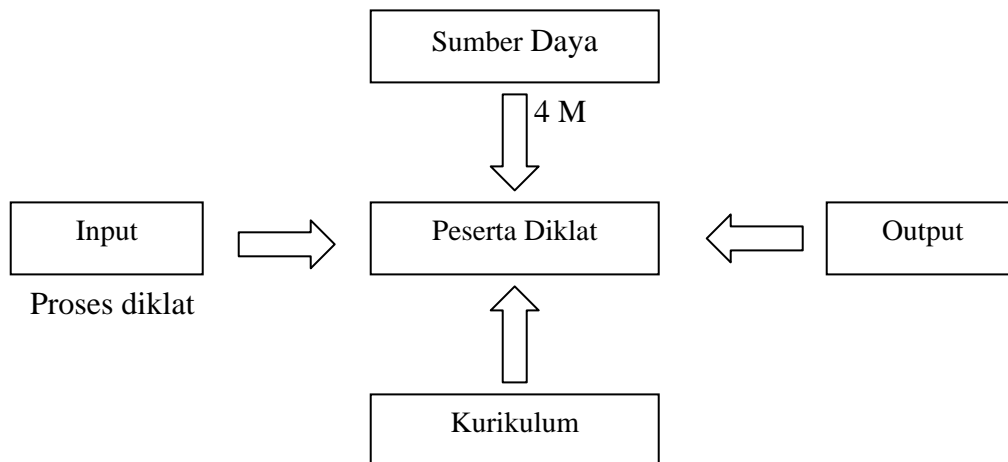 Sumber Daya
4 M
Input
Peserta Diklat
Output
Proses diklat
Kurikulum